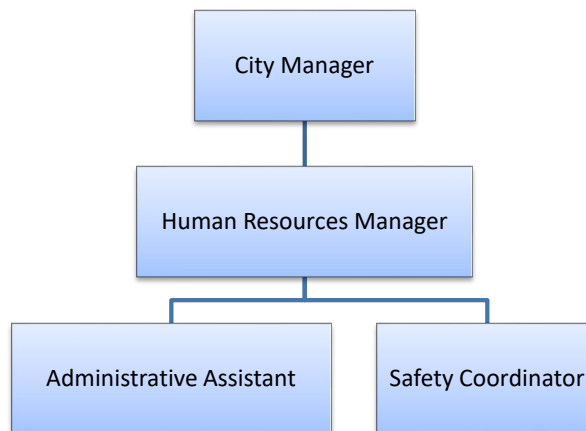 City Manager
Human Resources Manager
Administrative Assistant
Safety Coordinator